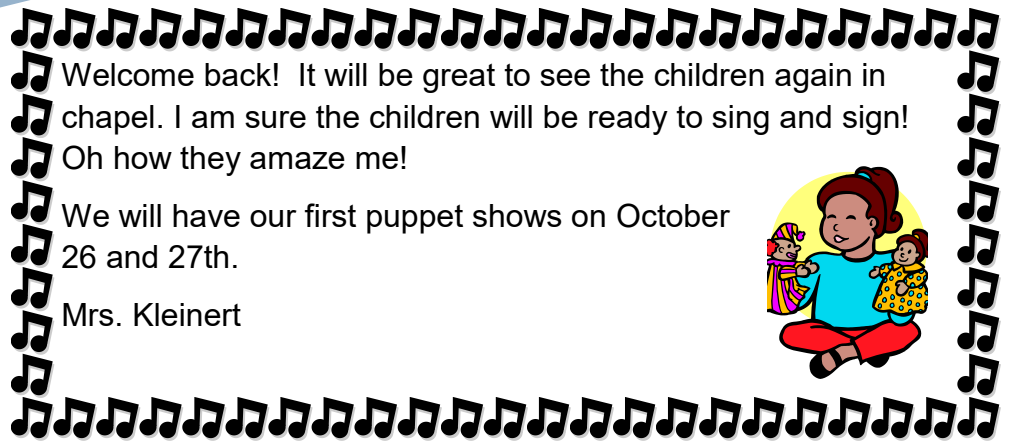 Welcome back!  It will be great to see the children again in
chapel. I am sure the children will be ready to sing and sign!
Oh how they amaze me!
We will have our first puppet shows on October
26 and 27th.
Mrs. Kleinert